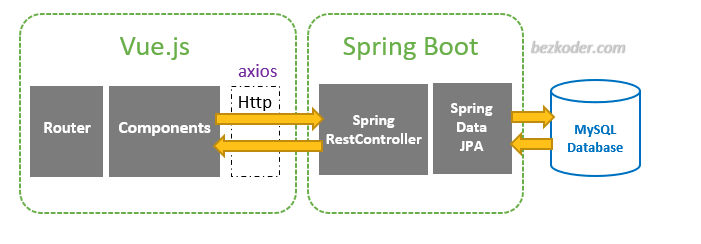 Vue.js
Spring Boot
bezkoder.com
axios
Http
Router
Components
Spring
RestController
Spring
Data
JPA
MySQL
Database